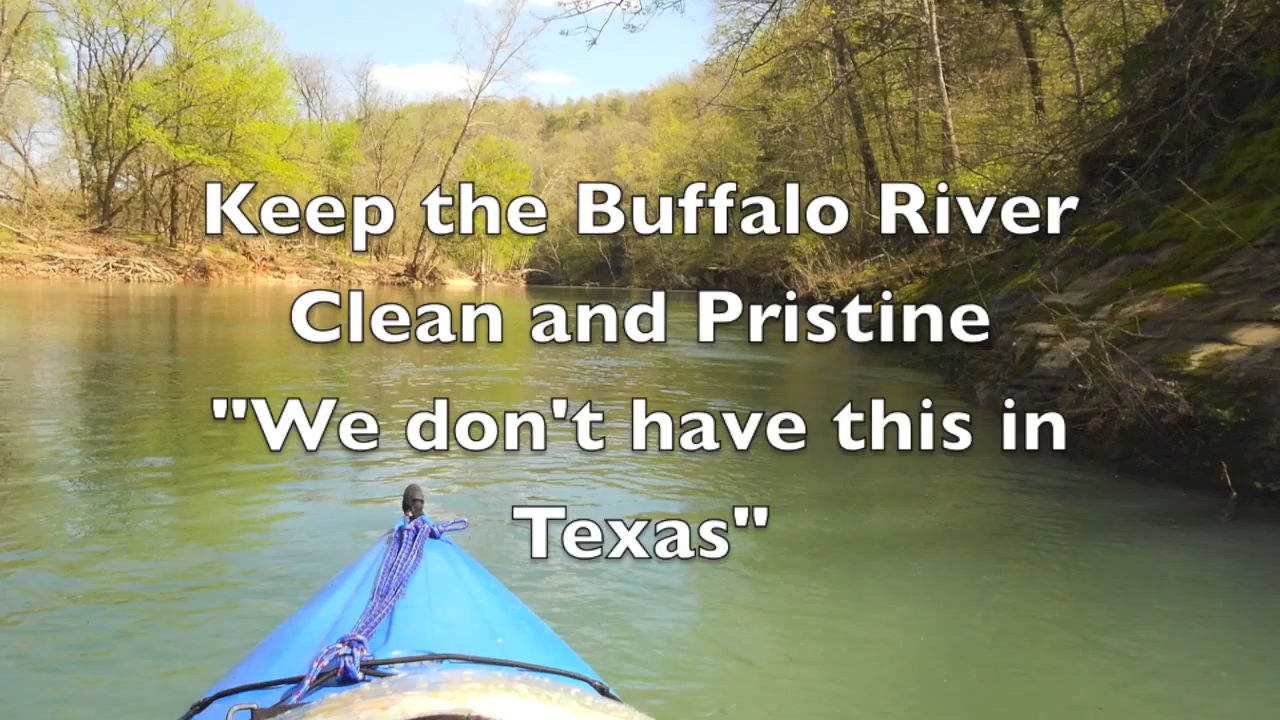 Keep the Buffalo River
Clean and Pristine
"We don't have this in
Texas"